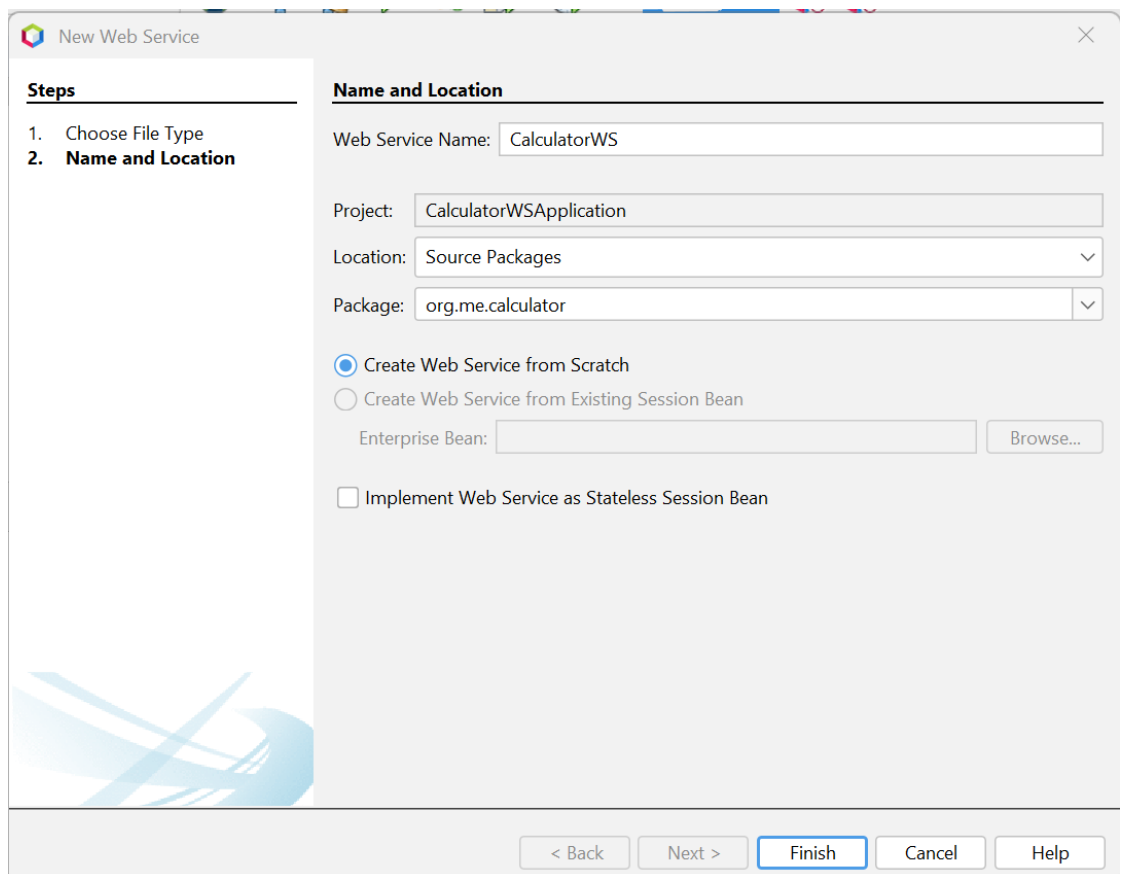 New Web Service
Steps
1. Choose File Type
2. Name and Location
Name and Location
Web Service Name: CalculatorWS
Project: CalculatorWSApplication
Location: Source Packages
Package: org.me.calculator
Create Web Service from Scratch
Create Web Service from Existing Session Bean
Enterprise Bean: Browse...
Implement Web Service as Stateless Session Bean
< Back Next > Finish Cancel Help